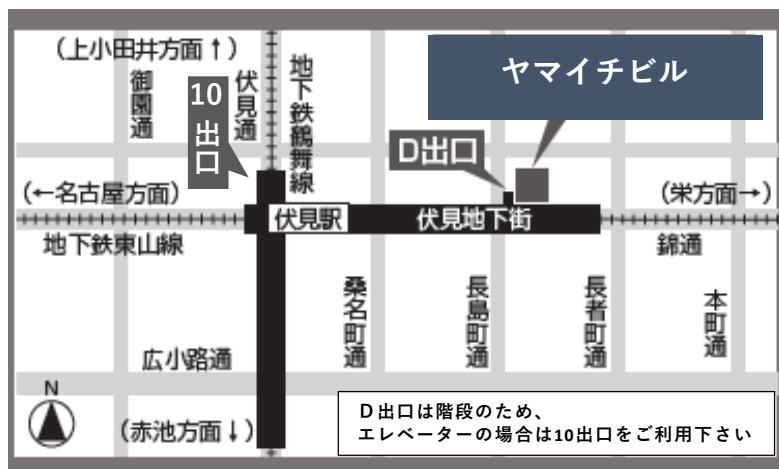 (上小田井方面↑)
御園通
伏見通
地下鉄鶴舞線
10出口
ヤマイチビル
D出口
(←名古屋方面)
(栄方面→)
伏見駅
伏見地下街
地下鉄東山線
錦通
桑名町通
長島町通
長者町通
本町通
広小路通
N
(赤池方面↓)
D出口は階段のため、
エレベーターの場合は10出口をご利用下さい